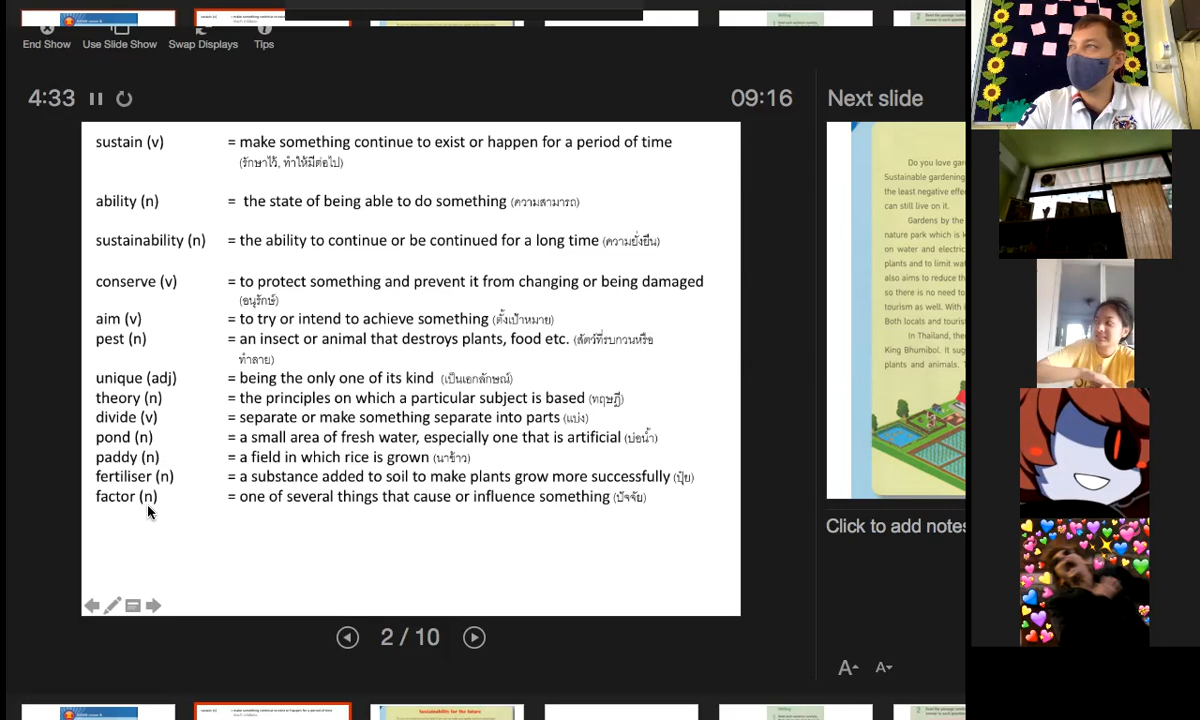 End Show Use Slide Show Swap Displays Tips
4:33 09:16 Next slide
sustain (v) = make something continue to exist or happen for a period of time
(รักษาไว้, ทำให้มีต่อไป)
ability (n) = the state of being able to do something (ความสามารถ)
sustainability (n) = the ability to continue or be continued for a long time (ความยั่งยืน)
conserve (v) = to protect something and prevent it from changing or being damaged
(อนุรักษ์)
aim (v) = to try or intend to achieve something (ตั้งเป้าหมาย)
pest (n) = an insect or animal that destroys plants, food etc. (สัตว์ที่รบกวนหรือ
ทำลาย)
unique (adj) = being the only one of its kind (เป็นเอกลักษณ์)
theory (n) = the principles on which a particular subject is based (ทฤษฎี)
divide (v) = separate or make something separate into parts (แบ่ง)
pond (n) = a small area of fresh water, especially one that is artificial (บ่อน้ำ)
paddy (n) = a field in which rice is grown (นาข้าว)
fertiliser (n) = a substance added to soil to make plants grow more successfully (ปุ๋ย)
factor (n) = one of several things that cause or influence something (ปัจจัย)
2 / 10
Do you love gar
Sustainable gardening
the least negative effe
can still live on it.
Gardens by the
nature park which is k
on water and electric
plants and to limit wat
also aims to reduce th
so there is no need to
tourism as well. With
Both locals and touris
In Thailand, the
King Bhumibol. It sug
plants and animals.
Click to add notes
A A
Sustainability for the future